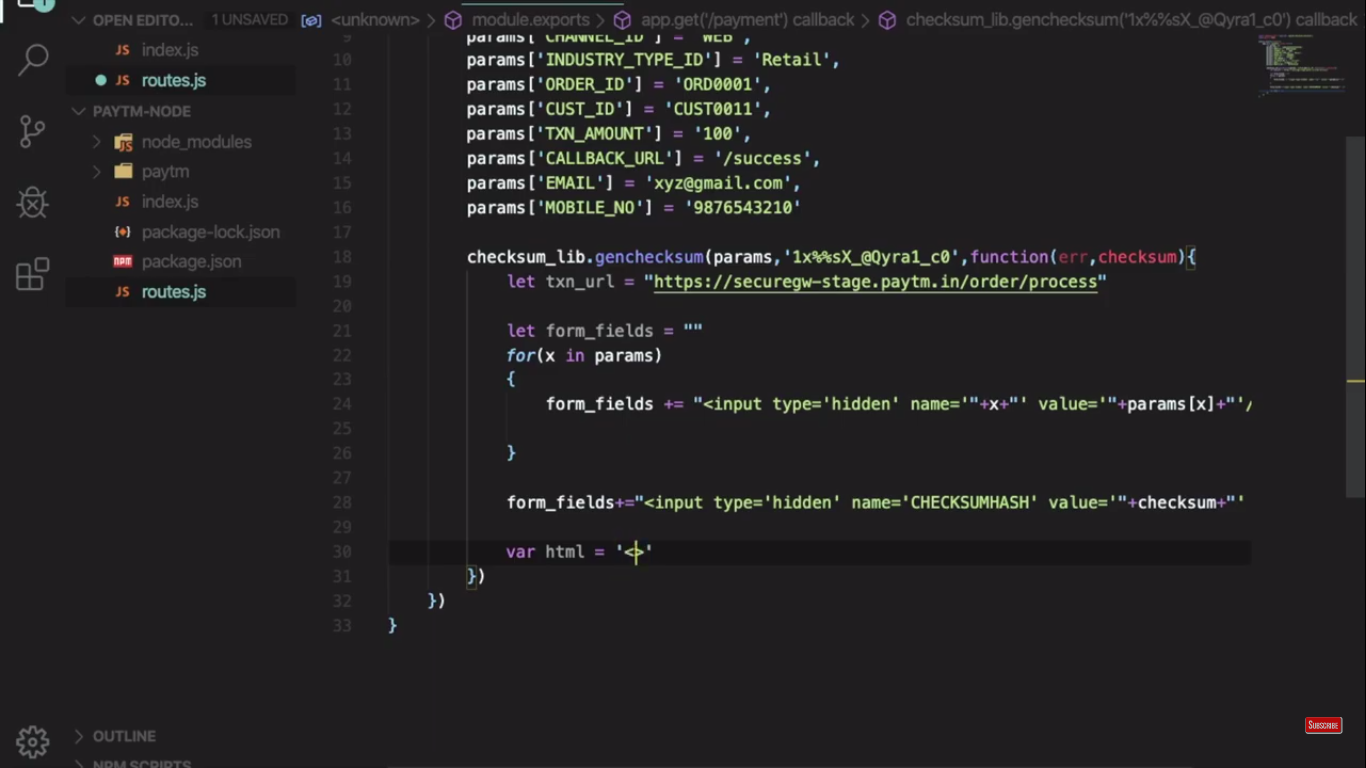 OPEN EDITO... 1 UNSAVED <unknown> > module.exports > app.get('/payment') callback > checksum_lib.genchecksum('1x%%sX_@Qyra1_c0') callback
JS index.js
JS routes.js
PAYTM-NODE
node_modules
paytm
JS index.js
package-lock.json
npm package.json
JS routes.js
OUTLINE
NPM SCRIPTS
9 params['CHANNEL_ID'] = 'WEB',
10 params['INDUSTRY_TYPE_ID'] = 'Retail',
11 params['ORDER_ID'] = 'ORD0001',
12 params['CUST_ID'] = 'CUST0011',
13 params['TXN_AMOUNT'] = '100',
14 params['CALLBACK_URL'] = '/success',
15 params['EMAIL'] = 'xyz@gmail.com',
16 params['MOBILE_NO'] = '9876543210'
17
18 checksum_lib.genchecksum(params,'1x%%sX_@Qyra1_c0',function(err,checksum){
19 let txn_url = "https://securegw-stage.paytm.in/order/process"
20
21 let form_fields = ""
22 for(x in params)
23 {
24 form_fields += "<input type='hidden' name='"+x+"' value='"+params[x]+"'/
25
26 }
27
28 form_fields+="<input type='hidden' name='CHECKSUMHASH' value='"+checksum+"'
29
30 var html = '<>'
31 })
32 })
33 }
SUBSCRIBE